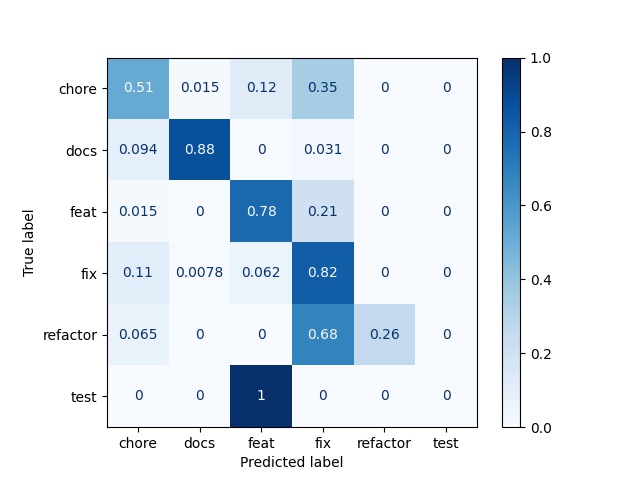 1.0
chore 0.51 0.015 0.12 0.35 0 0
docs 0.094 0.88 0 0.031 0 0
0.8
feat 0.015 0 0.78 0.21 0 0
0.6
True label
fix 0.11 0.0078 0.062 0.82 0 0
0.4
refactor 0.065 0 0 0.68 0.26 0
0.2
test 0 0 1 0 0 0
0.0
chore docs feat fix refactor test
Predicted label